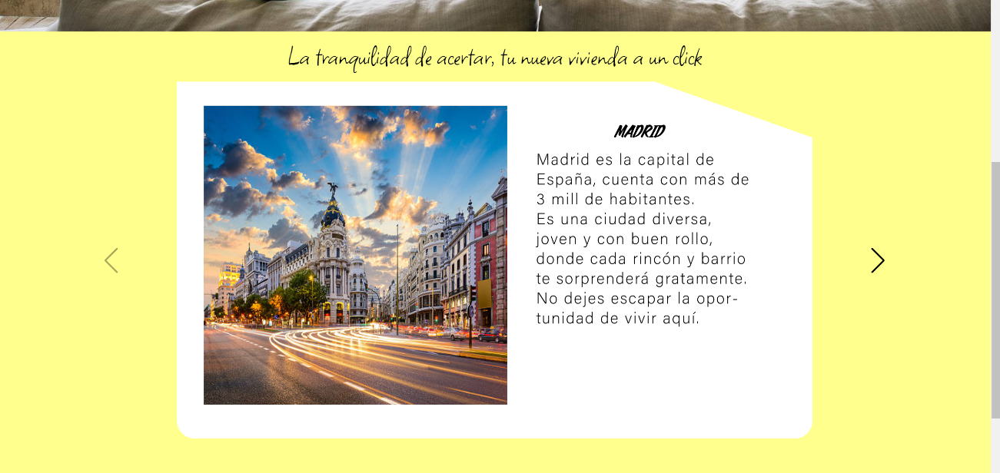 La tranquilidad de acertar, tu nueva vivienda a un click
MADRID
Madrid es la capital de
España, cuenta con más de
3 mill de habitantes.
Es una ciudad diversa,
joven y con buen rollo,
donde cada rincón y barrio
te sorprenderá gratamente.
No dejes escapar la opor-
tunidad de vivir aquí.